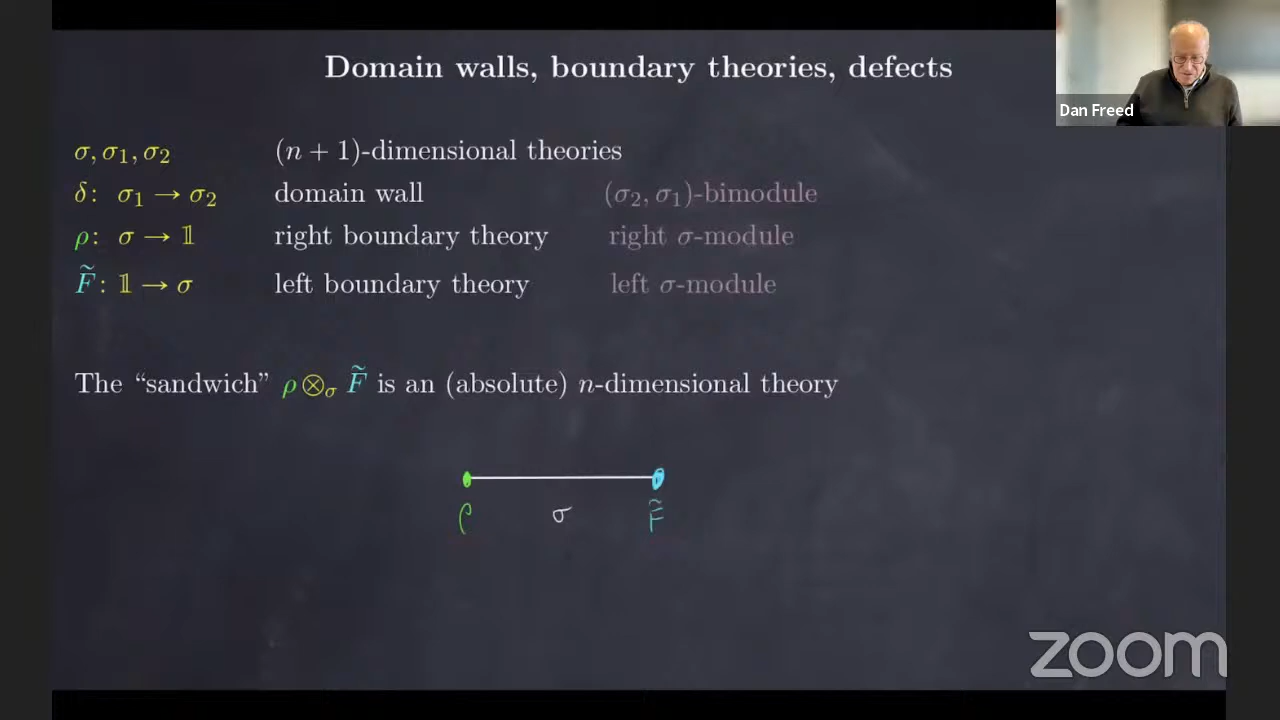 Domain walls, boundary theories, defects
Dan Freed
σ, σ₁, σ₂ (n + 1)-dimensional theories
δ: σ₁ → σ₂ domain wall (σ₂, σ₁)-bimodule
ρ: σ → 𝟙 right boundary theory right σ-module
F̃: 𝟙 → σ left boundary theory left σ-module
The “sandwich” ρ ⊗_σ F̃ is an (absolute) n-dimensional theory
ρ σ F̃
zoom